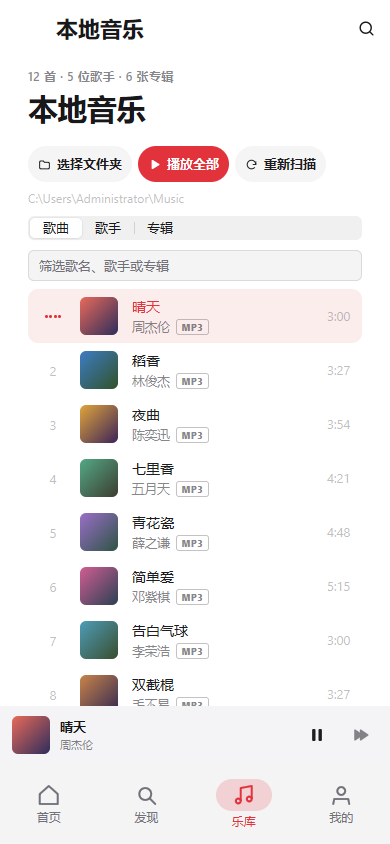 本地音乐
12 首 · 5 位歌手 · 6 张专辑
本地音乐
选择文件夹 播放全部 重新扫描
C:\Users\Administrator\Music
歌曲 歌手 专辑
筛选歌名、歌手或专辑
晴天
周杰伦 MP3
3:00
2
稻香
林俊杰 MP3
3:27
3
夜曲
陈奕迅 MP3
3:54
4
七里香
五月天 MP3
4:21
5
青花瓷
薛之谦 MP3
4:48
6
简单爱
邓紫棋 MP3
5:15
7
告白气球
李荣浩 MP3
3:00
8
双截棍
毛不易 MP3
3:27
晴天
周杰伦
首页 发现 乐库 我的